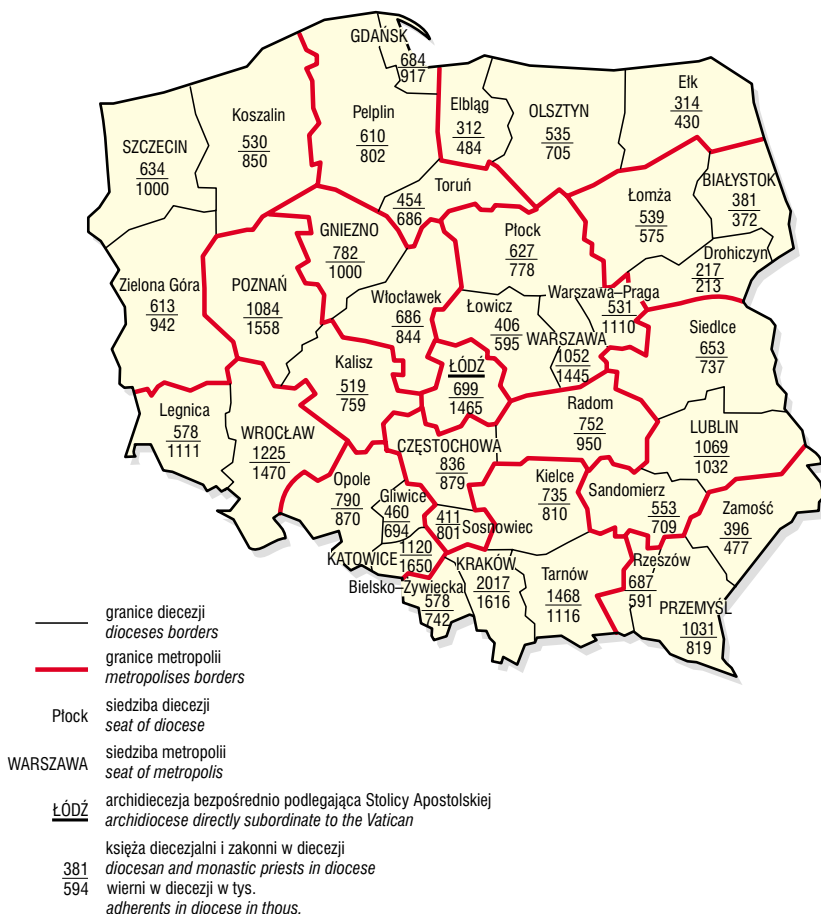 GDAŃSK
684
917
Ełk
314
430
Elbląg
312
484
OLSZTYN
535
705
Koszalin
530
850
Pelplin
610
802
SZCZECIN
634
1000
Toruń
454
686
Łomża
539
575
BIAŁYSTOK
381
372
GNIEZNO
782
1000
Płock
627
778
Drohiczyn
217
213
Zielona Góra
613
942
POZNAŃ
1084
1558
Włocławek
686
844
Łowicz
406
595
Warszawa–Praga
531
1110
WARSZAWA
1052
1445
Siedlce
653
737
Kalisz
519
759
ŁÓDŹ
699
1465
Legnica
578
1111
WROCŁAW
1225
1470
Radom
752
950
LUBLIN
1069
1032
CZĘSTOCHOWA
836
879
Opole
790
870
Gliwice
460
694
Kielce
735
810
Sandomierz
553
709
Zamość
396
477
411
801
Sosnowiec
KATOWICE
1120
1650
KRAKÓW
2017
1616
Tarnów
1468
1116
Rzeszów
687
591
Bielsko–Zywiecka
578
742
PRZEMYŚL
1031
819
granice diecezji
dioceses borders
granice metropolii
metropolises borders
Płock
siedziba diecezji
seat of diocese
WARSZAWA
siedziba metropolii
seat of metropolis
ŁÓDŹ
archidiecezja bezpośrednio podlegająca Stolicy Apostolskiej
archidiocese directly subordinate to the Vatican
księża diecezjalni i zakonni w diecezji
381
diecesan and monastic priests in diocese
594
wierni w diecezji w tys.
adherents in diocese in thous.